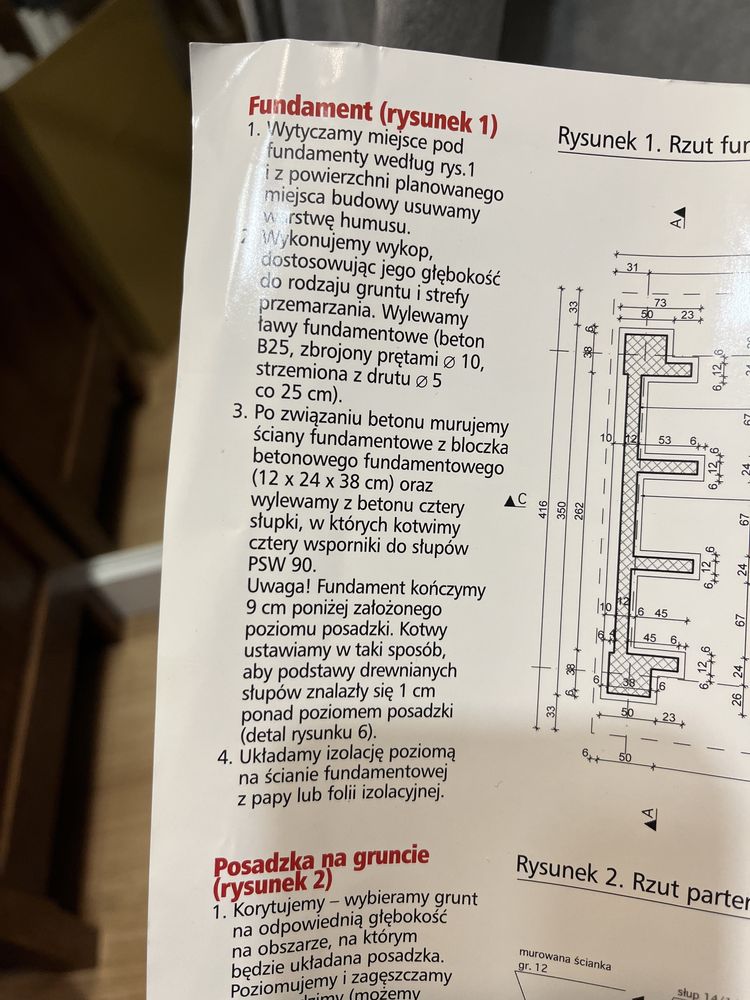 Fundament (rysunek 1)
1. Wytyczamy miejsce pod
fundamenty według rys.1
i z powierzchni planowanego
miejsca budowy usuwamy
warstwę humusu.
2. Wykonujemy wykop,
dostosowując jego głębokość
do rodzaju gruntu i strefy
przemarzania. Wylewamy
ławy fundamentowe (beton
B25, zbrojony prętami ⌀ 10,
strzemiona z drutu ⌀ 5
co 25 cm).
3. Po związaniu betonu murujemy
ściany fundamentowe z bloczka
betonowego fundamentowego
(12 x 24 x 38 cm) oraz
wylewamy z betonu cztery
słupki, w których kotwimy
cztery wsporniki do słupów
PSW 90.
Uwaga! Fundament kończymy
9 cm poniżej założonego
poziomu posadzki. Kotwy
ustawiamy w taki sposób,
aby podstawy drewnianych
słupów znalazły się 1 cm
ponad poziomem posadzki
(detal rysunku 6).
4. Układamy izolację poziomą
na ścianie fundamentowej
z papy lub folii izolacyjnej.
Posadzka na gruncie
(rysunek 2)
1. Korytujemy – wybieramy grunt
na odpowiednią głębokość
na obszarze, na którym
będzie układana posadzka.
Poziomujemy i zagęszczamy
(możemy
Rysunek 1. Rzut fun
A
31
73
50 23
33
6
38
6 12 6
10 12 53 6
6 12 6
67
24
C
416
350
262
67
6 12 6
24
10 12 6 45
67
6 45 6
38
6 38 6
6 12 6
24
26
6
33
50 23
6 50
A
Rysunek 2. Rzut parter
murowana ścianka
gr. 12
słup 14/1